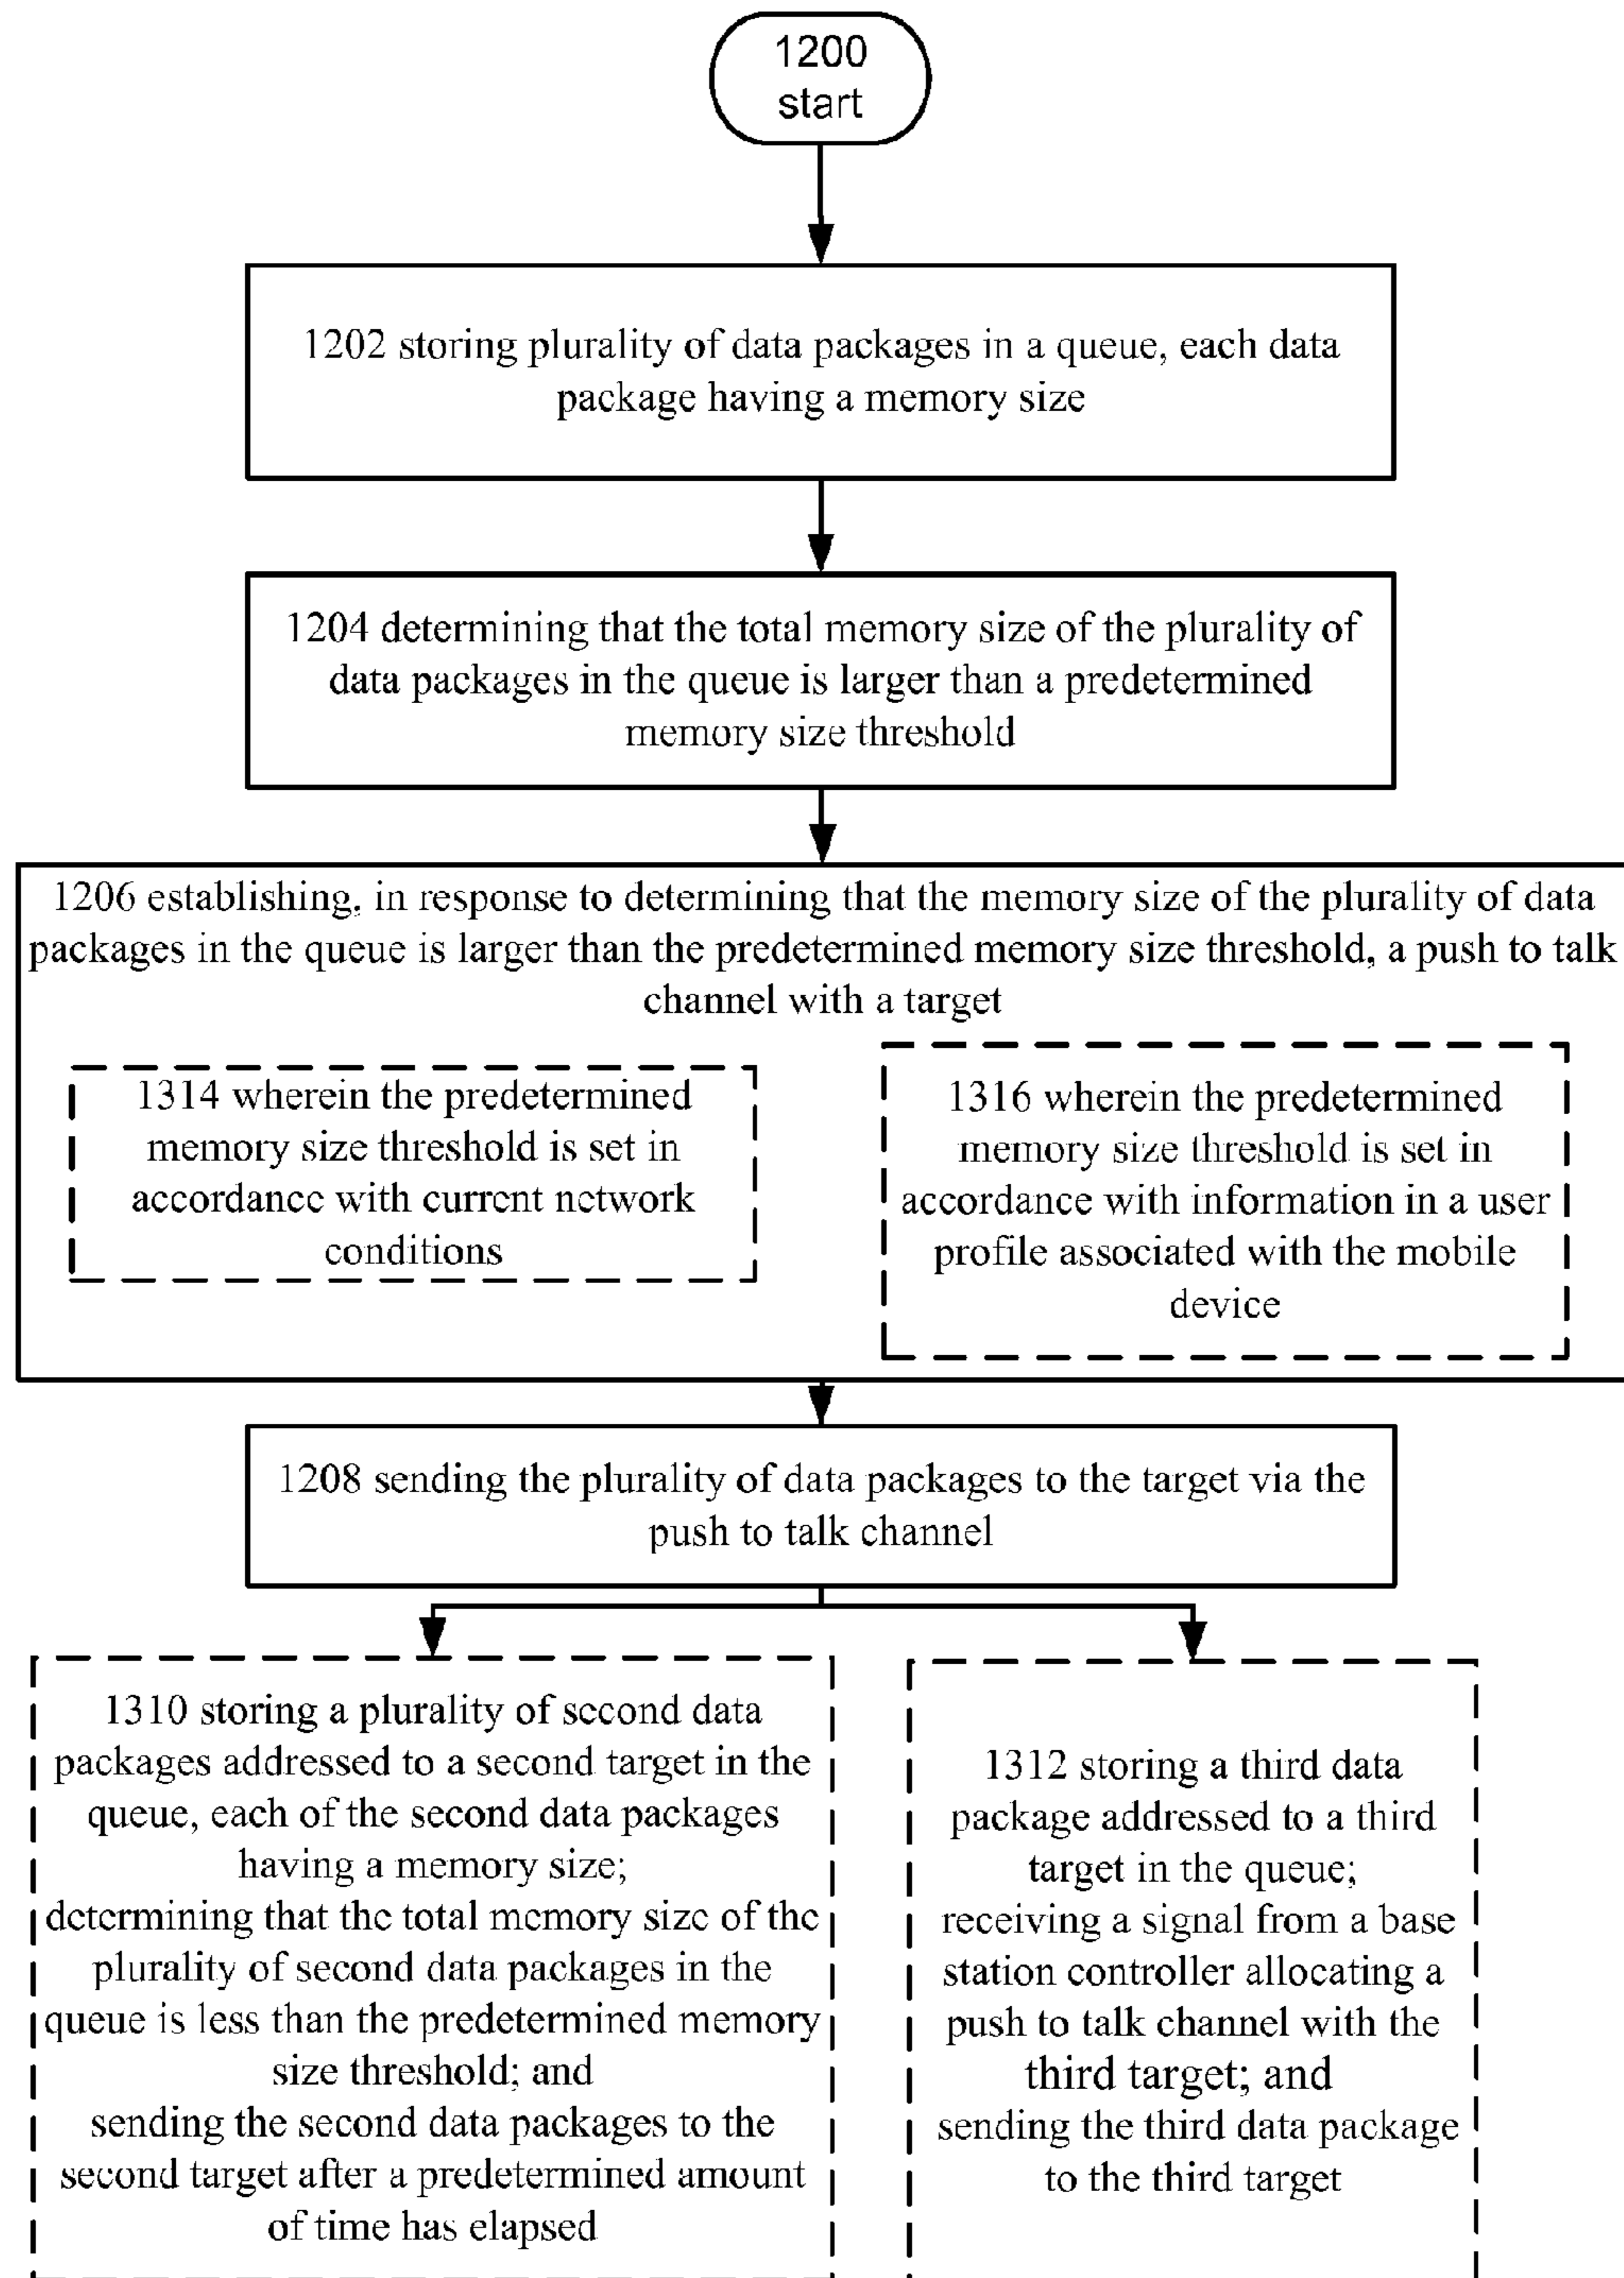 1200
start
1202 storing plurality of data packages in a queue, each data
package having a memory size
1204 determining that the total memory size of the plurality of
data packages in the queue is larger than a predetermined
memory size threshold
1206 establishing, in response to determining that the memory size of the plurality of data
packages in the queue is larger than the predetermined memory size threshold, a push to talk
channel with a target
1314 wherein the predetermined
memory size threshold is set in
accordance with current network
conditions
1316 wherein the predetermined
memory size threshold is set in
accordance with information in a user
profile associated with the mobile
device
1208 sending the plurality of data packages to the target via the
push to talk channel
1310 storing a plurality of second data
packages addressed to a second target in the
queue, each of the second data packages
having a memory size;
determining that the total memory size of the
plurality of second data packages in the
queue is less than the predetermined memory
size threshold; and
sending the second data packages to the
second target after a predetermined amount
of time has elapsed
1312 storing a third data
package addressed to a third
target in the queue;
receiving a signal from a base
station controller allocating a
push to talk channel with the
third target; and
sending the third data package
to the third target